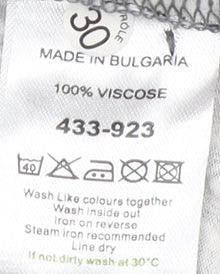 30
RÔLE
MADE IN BULGARIA
100% VISCOSE
433-923
40
Wash Like colours together
Wash inside out
iron on reverse
Steam iron recommended
Line dry
If not dirty wash at 30°C